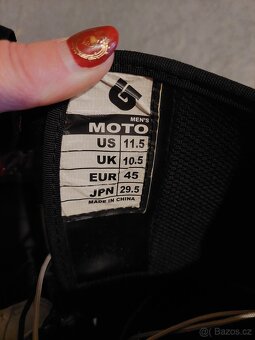 MEN'S
MOTO
US 11.5
UK 10.5
EUR 45
JPN 29.5
MADE IN CHINA
Bazos.cz